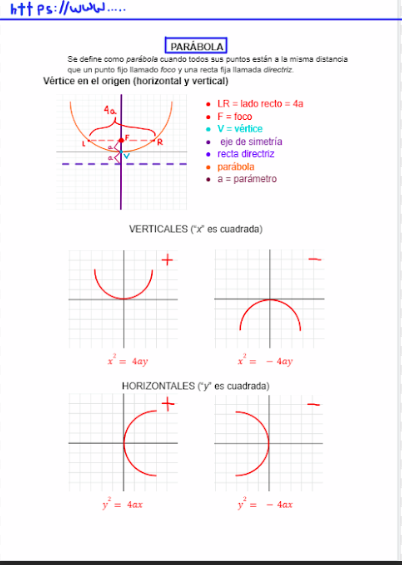 https://www.....
PARÁBOLA
Se define como parábola cuando todos sus puntos están a la misma distancia
que un punto fijo llamado foco y una recta fija llamada directriz.
Vértice en el origen (horizontal y vertical)
4a
L
F
R
a
a
V
LR = lado recto = 4a
F = foco
V = vértice
eje de simetría
recta directriz
parábola
a = parámetro
VERTICALES ("x" es cuadrada)
+
−
x² = 4ay
x² = − 4ay
HORIZONTALES ("y" es cuadrada)
+
−
y² = 4ax
y² = − 4ax